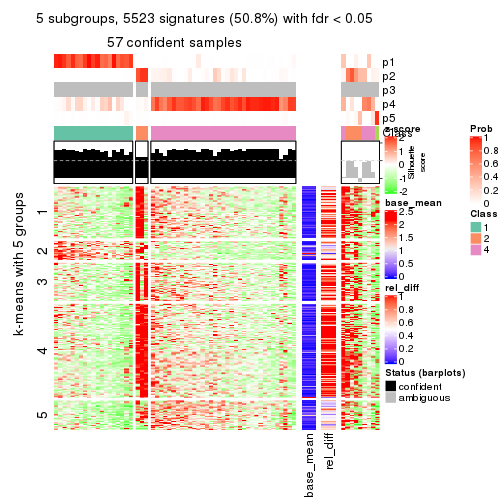 5 subgroups, 5523 signatures (50.8%) with fdr < 0.05
57 confident samples
p1
p2
p3
p4
p5
Class
Silhouette
score
k-means with 5 groups
1
2
3
4
5
base_mean
rel_diff
z-score
2
1
0
-1
-2
base_mean
2.5
2
1.5
1
0.5
0
rel_diff
1
0.8
0.6
0.4
0.2
0
Status (barplots)
confident
ambiguous
Prob
1
0.8
0.6
0.4
0.2
0
Class
1
2
4